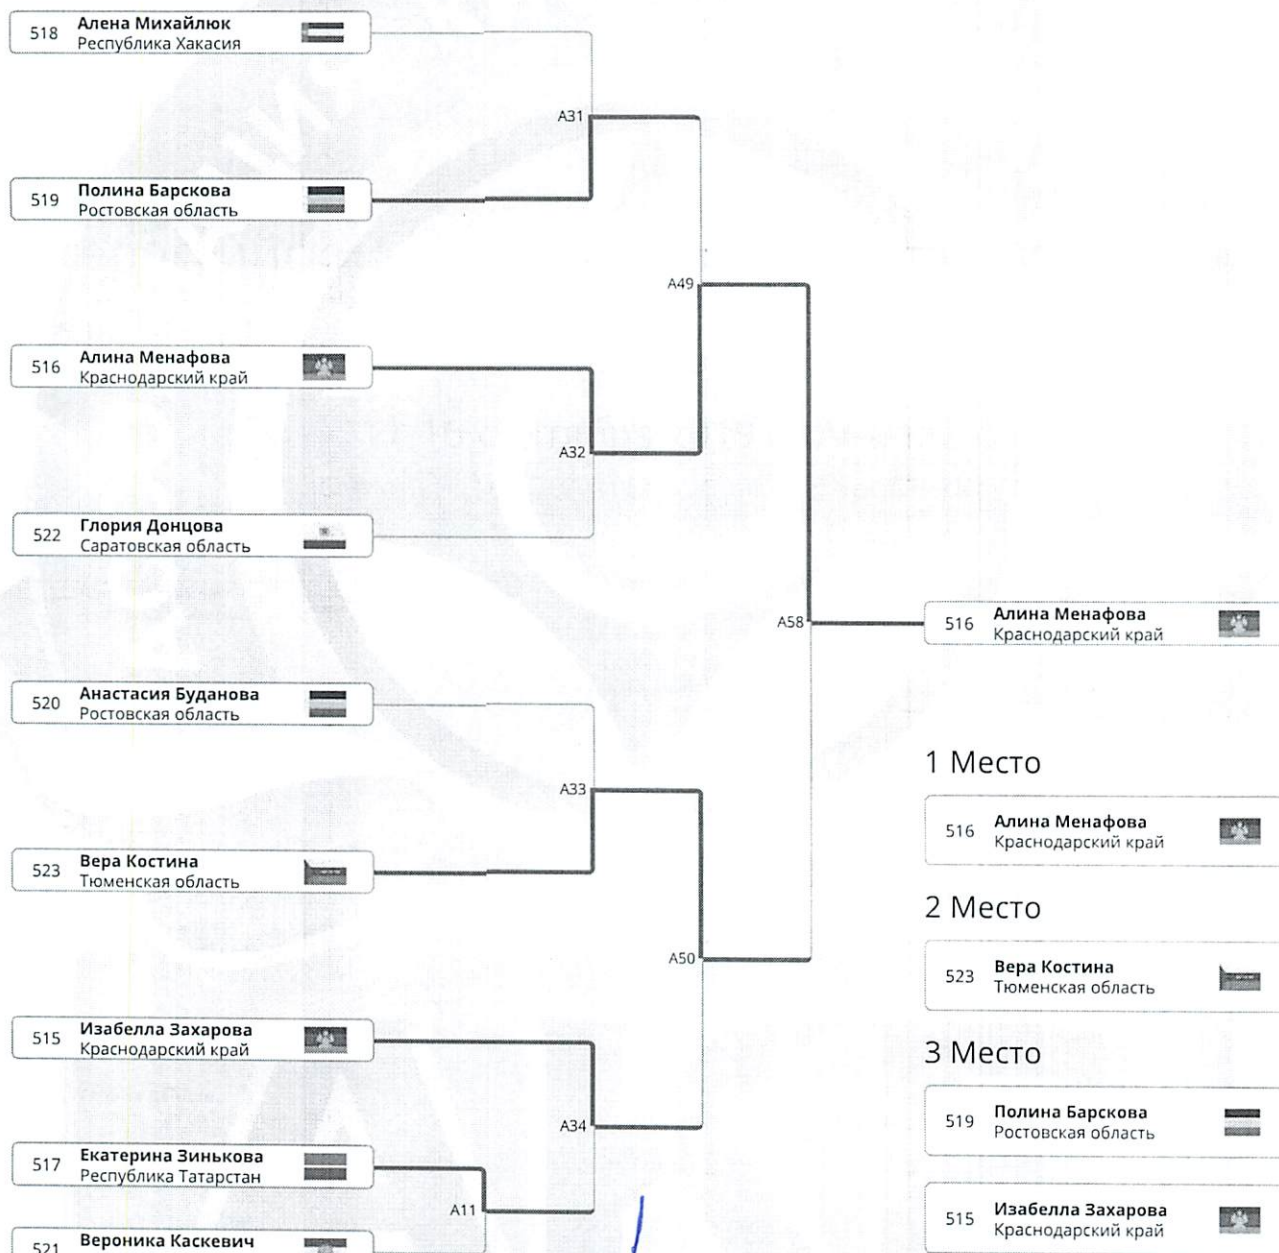 518 Алена Михайлюк
Республика Хакасия
A31
519 Полина Барскова
Ростовская область
A49
516 Алина Менафова
Краснодарский край
A32
522 Глория Донцова
Саратовская область
A58
516 Алина Менафова
Краснодарский край
520 Анастасия Буданова
Ростовская область
1 Место
A33
516 Алина Менафова
Краснодарский край
523 Вера Костина
Тюменская область
2 Место
A50
523 Вера Костина
Тюменская область
515 Изабелла Захарова
Краснодарский край
3 Место
A34
519 Полина Барскова
Ростовская область
517 Екатерина Зинькова
Республика Татарстан
A11
515 Изабелла Захарова
Краснодарский край
521 Вероника Каскевич